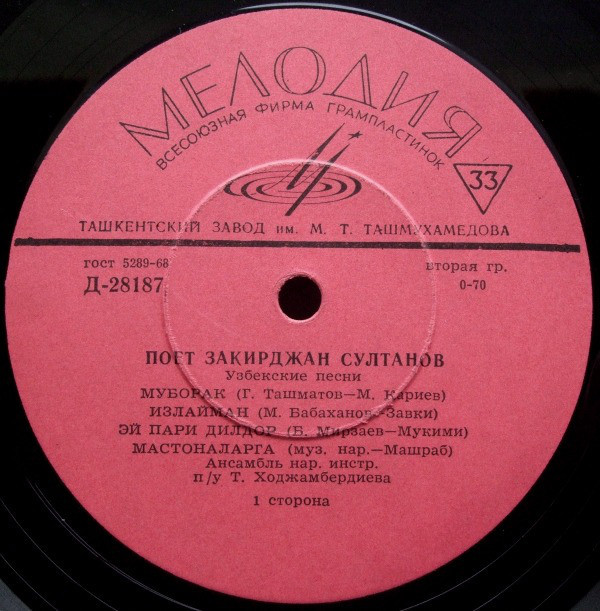 МЕЛОДИЯ
ВСЕСОЮЗНАЯ ФИРМА ГРАМПЛАСТИНОК
33
ТАШКЕНТСКИЙ ЗАВОД им. М. Т. ТАШМУХАМЕДОВА
гост 5289-68 вторая гр.
Д-28187 0-70
ПОЕТ ЗАКИРДЖАН СУЛТАНОВ
Узбекские песни
МУБОРАК (Г. Ташматов—М. Кариев)
ИЗЛАЙМАН (М. Бабаханов—Завки)
ЭЙ ПАРИ ДИЛДОР (Б. Мирзаев—Мукими)
МАСТОНАЛАРГА (муз. нар.—Машраб)
Ансамбль нар. инстр.
п/у Т. Ходжамбердиева
1 сторона